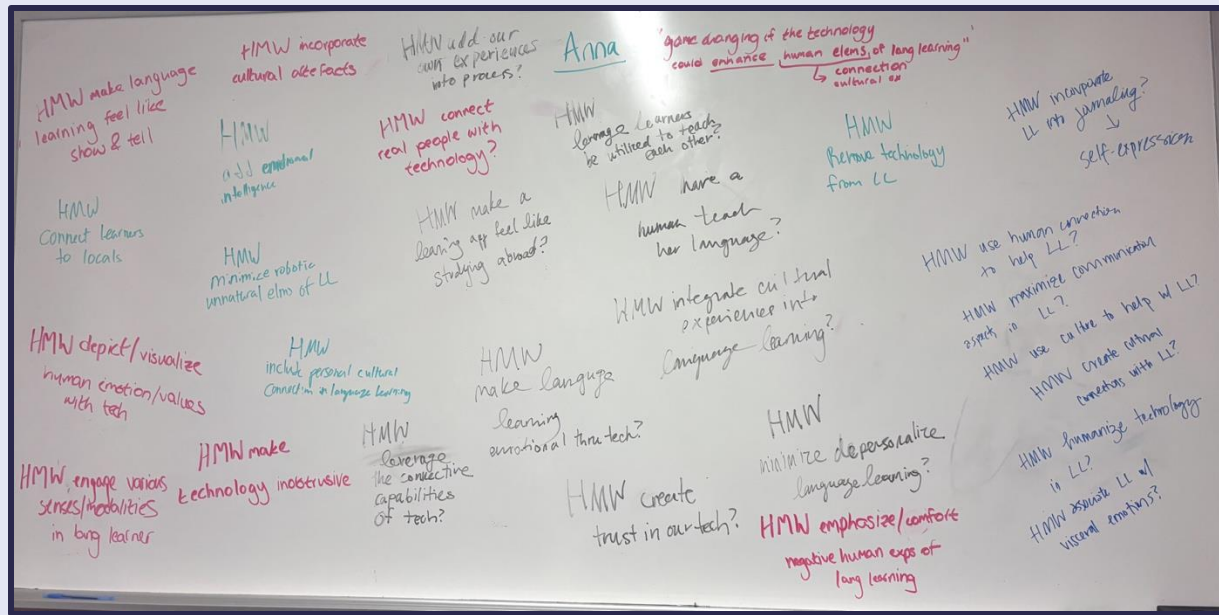 Anna
"game changing if the technology
could enhance human elems. of lang learning"
connection
cultural ex
HMW make language
learning feel like
show & tell
HMW incorporate
cultural artefacts
HMW add our
own experiences
into process?
HMW
add emotional
intelligence
HMW connect
real people with
technology?
HMW
leverage learners
be utilized to teach
each other?
HMW
Remove technology
from LL
HMW incorporate
LL into journaling?
self-expression
HMW
Connect learners
to locals
HMW
minimize robotic
unnatural elms of LL
HMW make a
learning app feel like
studying abroad?
HMW have a
human teach
her language?
HMW integrate cultural
experiences into
language learning?
HMW use human connection
to help LL?
HMW maximize communication
aspects in LL?
HMW use culture to help w/ LL?
HMW create cultural
connections with LL?
HMW humanize technology
in LL?
HMW associate LL w/
visceral emotions?
HMW depict/visualize
human emotion/values
with tech
HMW
include personal cultural
connection in language learning
HMW
make languge
learning
emotional thru tech?
HMW engage various
senses/modalities
in lang learner
HMW make
technology inobtrusive
HMW
leverage
the connective
capabilities
of tech?
HMW create
trust in our tech?
HMW
minimize depersonalize
language learning?
HMW emphasize/comfort
negative human exps of
lang learning